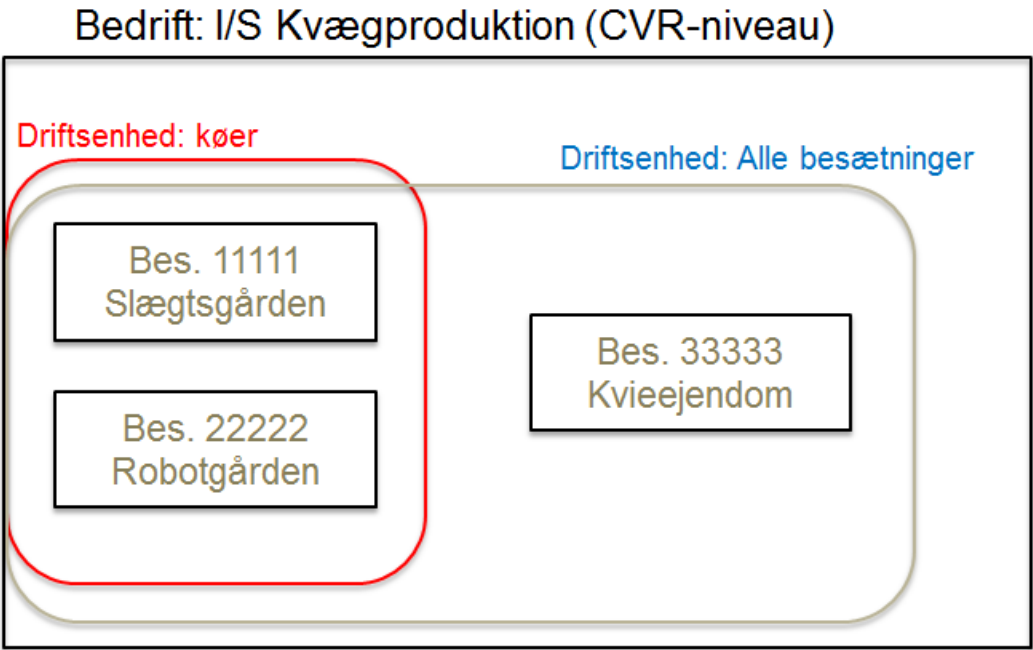 Bedrift: I/S Kvægproduktion (CVR-niveau)
Driftsenhed: køer
Driftsenhed: Alle besætninger
Bes. 11111
Slægtsgården
Bes. 22222
Robotgården
Bes. 33333
Kvieejendom